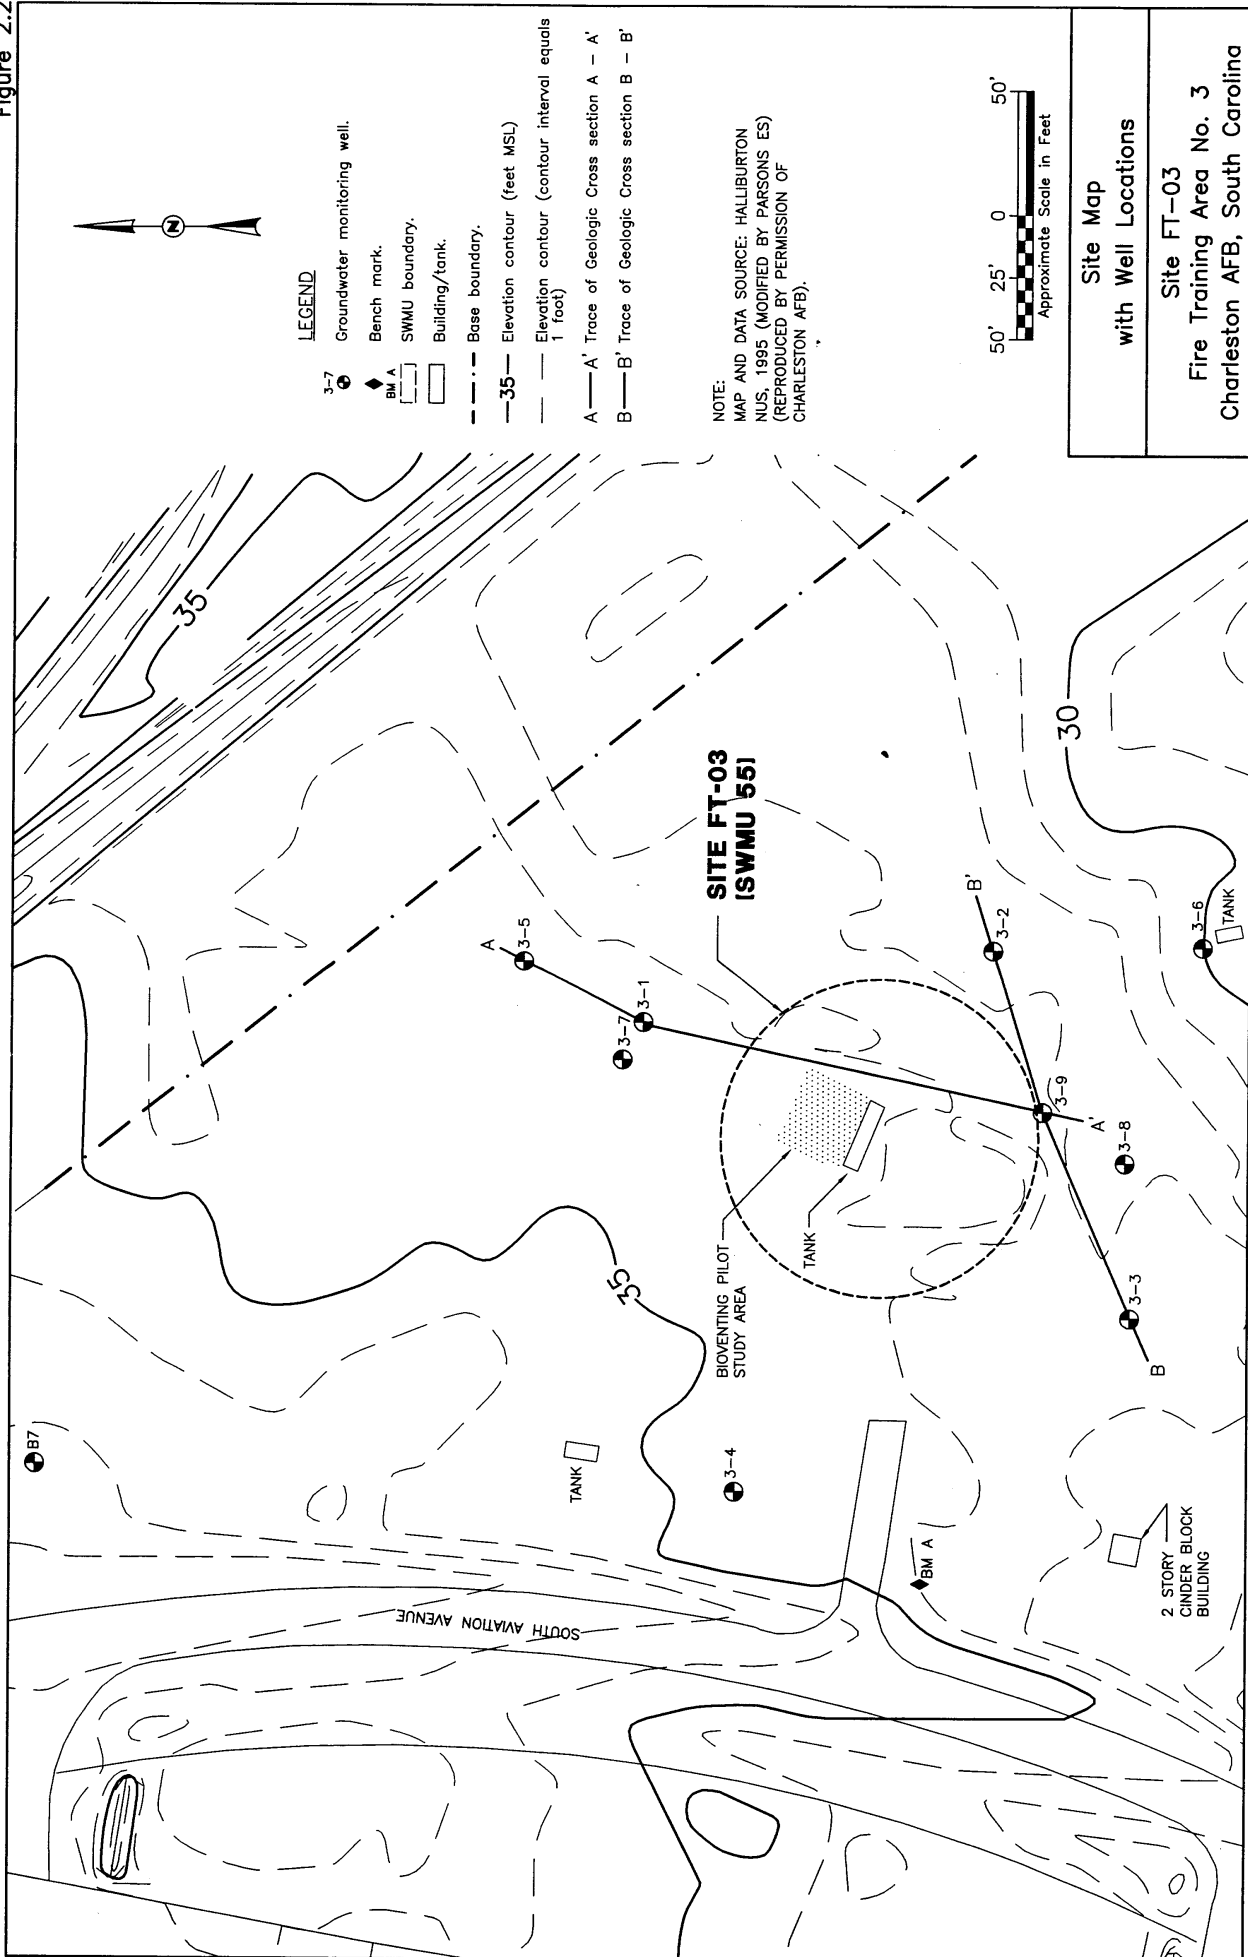 Figure 2.2
LEGEND
3-7
Groundwater monitoring well.
BM A
Bench mark.
SWMU boundary.
Building/tank.
Base boundary.
35
Elevation contour (feet MSL)
Elevation contour (contour interval equals
1 foot)
A — A' Trace of Geologic Cross section A - A'
B — B' Trace of Geologic Cross section B - B'
NOTE:
MAP AND DATA SOURCE: HALLIBURTON
NUS, 1995 (MODIFIED BY PARSONS ES)
(REPRODUCED BY PERMISSION OF
CHARLESTON AFB).
50' 25' 0 50'
Approximate Scale in Feet
Site Map
with Well Locations
Site FT-03
Fire Training Area No. 3
Charleston AFB, South Carolina
N
B7
35
A
3-5
3-1
3-7
35
TANK
SOUTH AVIATION AVENUE
3-4
BIOVENTING PILOT
STUDY AREA
TANK
SITE FT-03
[SWMU 55]
BM A
B'
3-2
3-9
A'
3-8
3-3
B
30
3-6
TANK
2 STORY
CINDER BLOCK
BUILDING